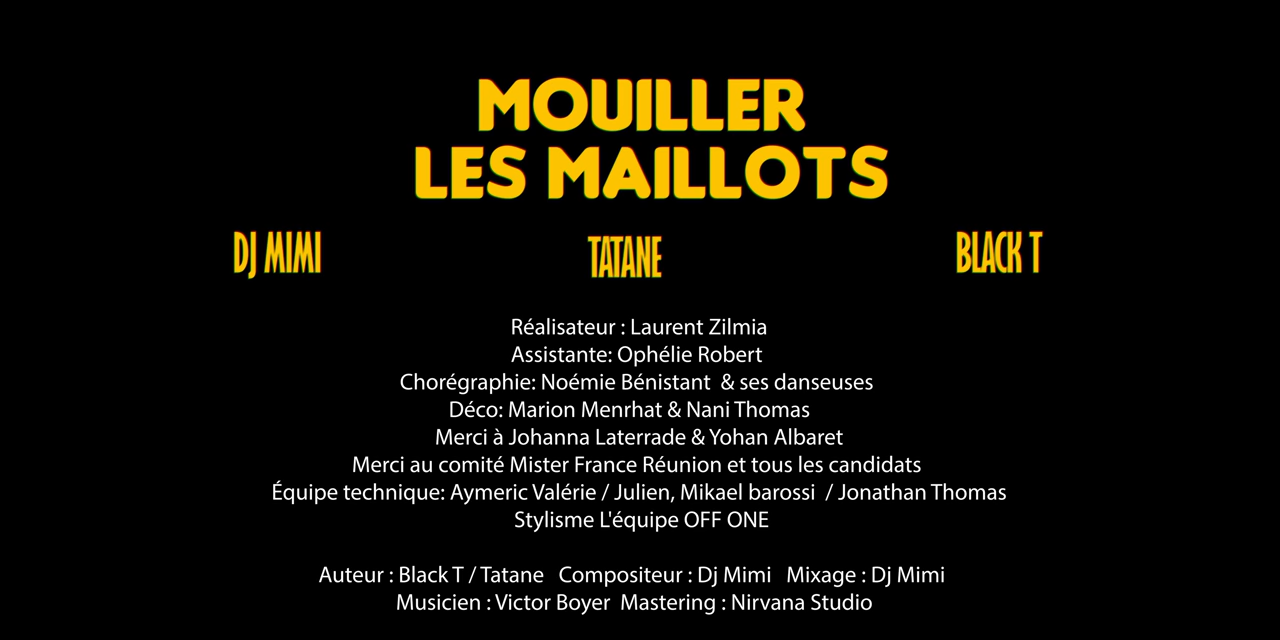 MOUILLER
LES MAILLOTS
DJ MIMI TATANE BLACK T
Réalisateur : Laurent Zilmia
Assistante: Ophélie Robert
Chorégraphie: Noémie Bénistant & ses danseuses
Déco: Marion Menrhat & Nani Thomas
Merci à Johanna Laterrade & Yohan Albaret
Merci au comité Mister France Réunion et tous les candidats
Équipe technique: Aymeric Valérie / Julien, Mikael barossi / Jonathan Thomas
Stylisme L'équipe OFF ONE
Auteur : Black T / Tatane Compositeur : Dj Mimi Mixage : Dj Mimi
Musicien : Victor Boyer Mastering : Nirvana Studio